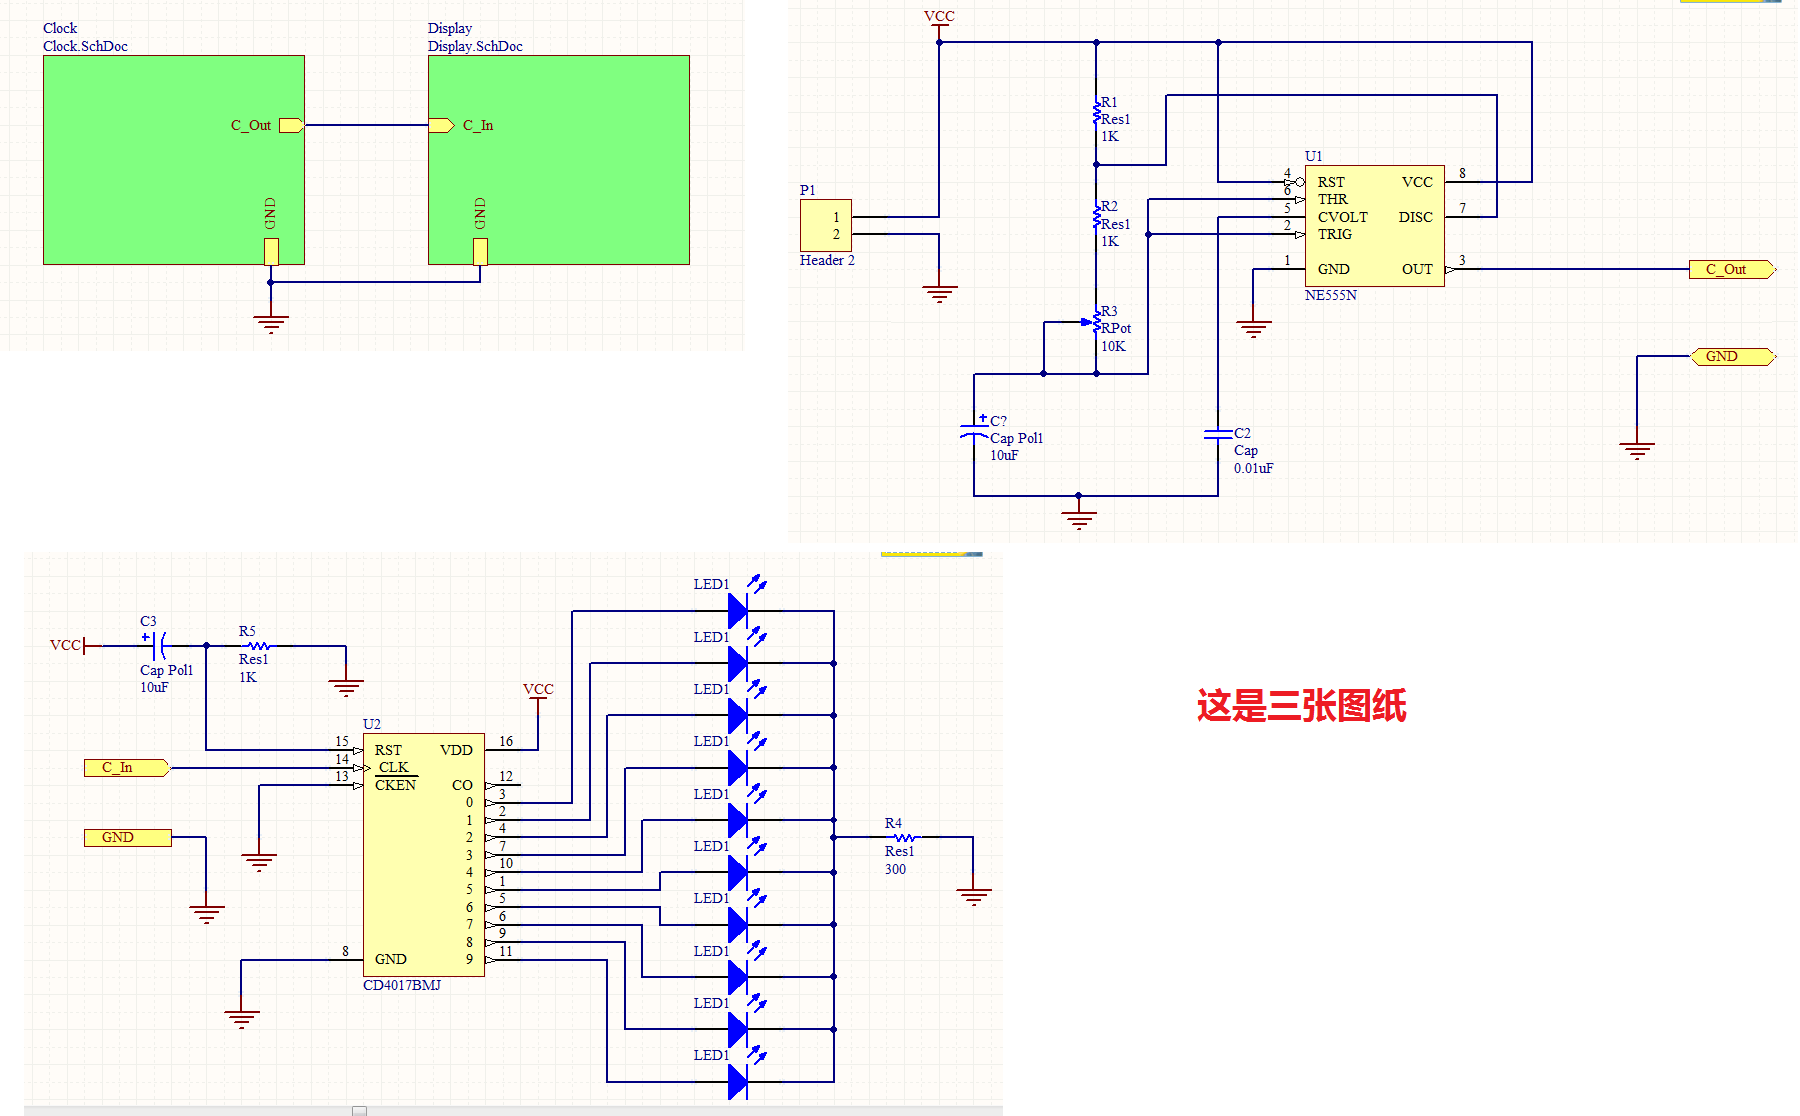 Clock
Clock.SchDoc
C_Out
GND
Display
Display.SchDoc
C_In
GND
VCC
R1
Res1
1K
R2
Res1
1K
R3
RPot
10K
P1
1
2
Header 2
U1
4
RST
6
THR
5
CVOLT
2
TRIG
1
GND
VCC
8
DISC
7
OUT
3
NE555N
C_Out
GND
+
C?
Cap Pol1
10uF
C2
Cap
0.01uF
VCC
C3
+
Cap Pol1
10uF
R5
Res1
1K
VCC
U2
15
RST
14
CLK
13
CKEN
8
GND
VDD
16
CO
12
0
3
1
2
2
4
3
7
4
10
5
1
6
5
7
6
8
9
9
11
CD4017BMJ
C_In
GND
LED1
LED1
LED1
LED1
LED1
LED1
LED1
LED1
LED1
LED1
R4
Res1
300
这是三张图纸